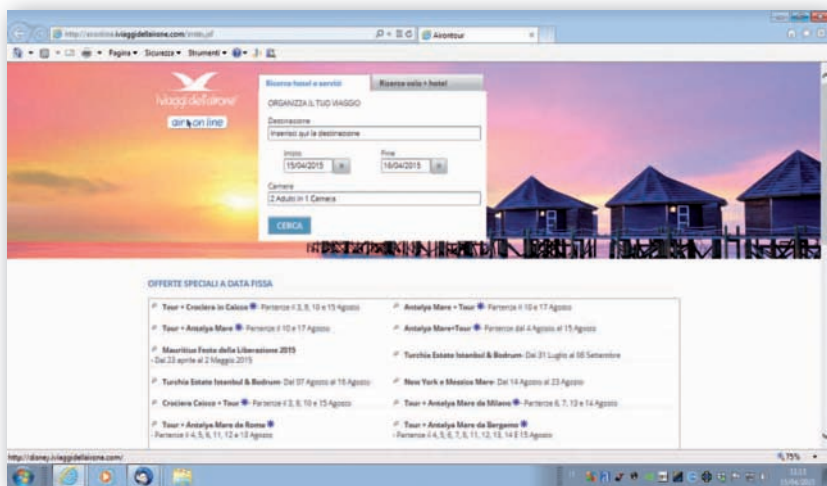 http://aironline.iviaggidellairone.com/
Airontour
Pagina
Sicurezza
Strumenti
iviaggidellairone
air on line
Ricerca hotel e servizi
Ricerca volo + hotel
ORGANIZZA IL TUO VIAGGIO
Destinazione
Inserisci qui la destinazione
Inizio
Fine
15/04/2015
16/04/2015
Camera
2 Adulti in 1 Camera
CERCA
OFFERTE SPECIALI A DATA FISSA
Tour + Crociera in Caicco - Partenze il 3, 8, 10 e 15 Agosto
Antalya Mare + Tour - Partenze il 10 e 17 Agosto
Tour + Antalya Mare - Partenze il 10 e 17 Agosto
Antalya Mare+Tour - Partenze dal 4 Agosto al 15 Agosto
Mauritius Festa della Liberazione 2015
- Dal 23 aprile al 2 Maggio 2015
Turchia Estate Istanbul & Bodrum- Dal 31 Luglio al 06 Settembre
Turchia Estate Istanbul & Bodrum- Dal 07 Agosto al 16 Agosto
New York e Messico Mare- Dal 14 Agosto al 23 Agosto
Crociera Caicco + Tour - Partenze il 3, 8, 10 e 15 Agosto
Tour + Antalya Mare da Milano - Partenze 6, 7, 13 e 14 Agosto
Tour + Antalya Mare da Roma
- Partenze il 4, 5, 6, 11, 12 e 13 Agosto
Tour + Antalya Mare da Bergamo
- Partenze il 4, 5, 6, 7, 8, 11, 12, 13, 14 E 15 Agosto
http://disney.iviaggidellairone.com/
75%
IT
15/04/2015